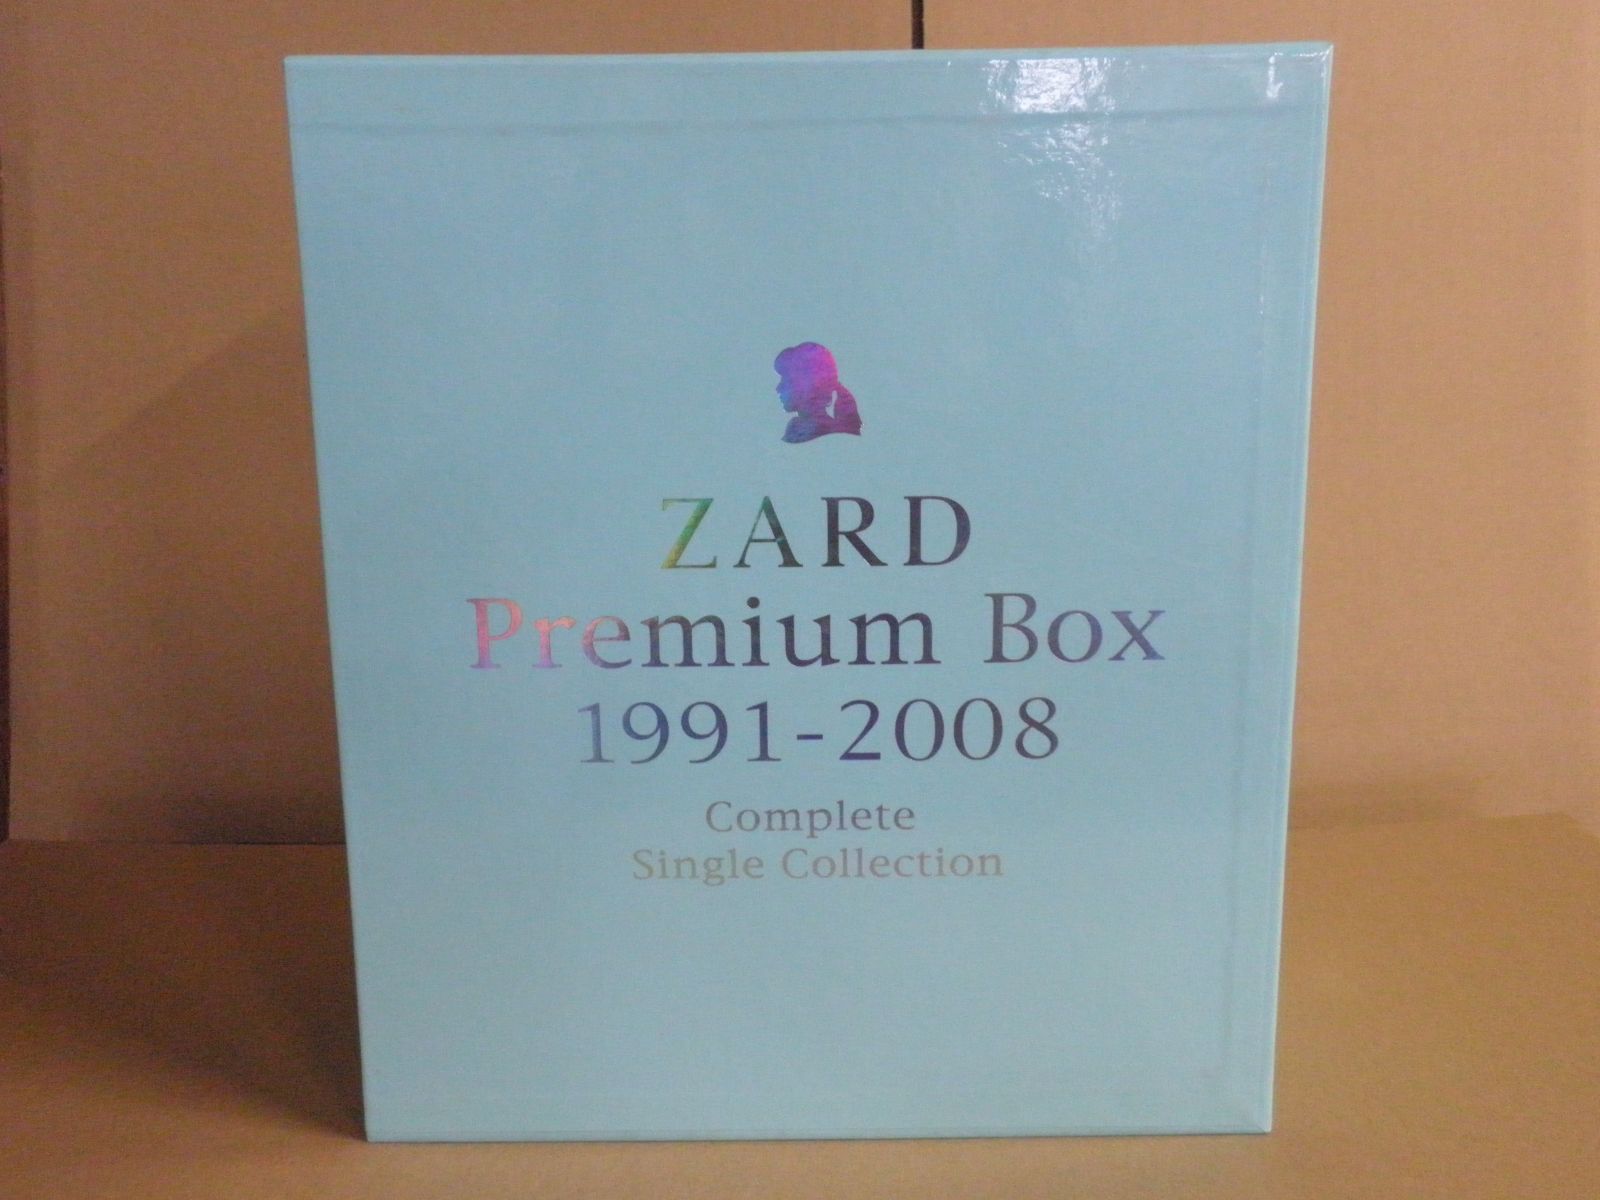 ZARD
Premium Box
1991-2008
Complete
Single Collection